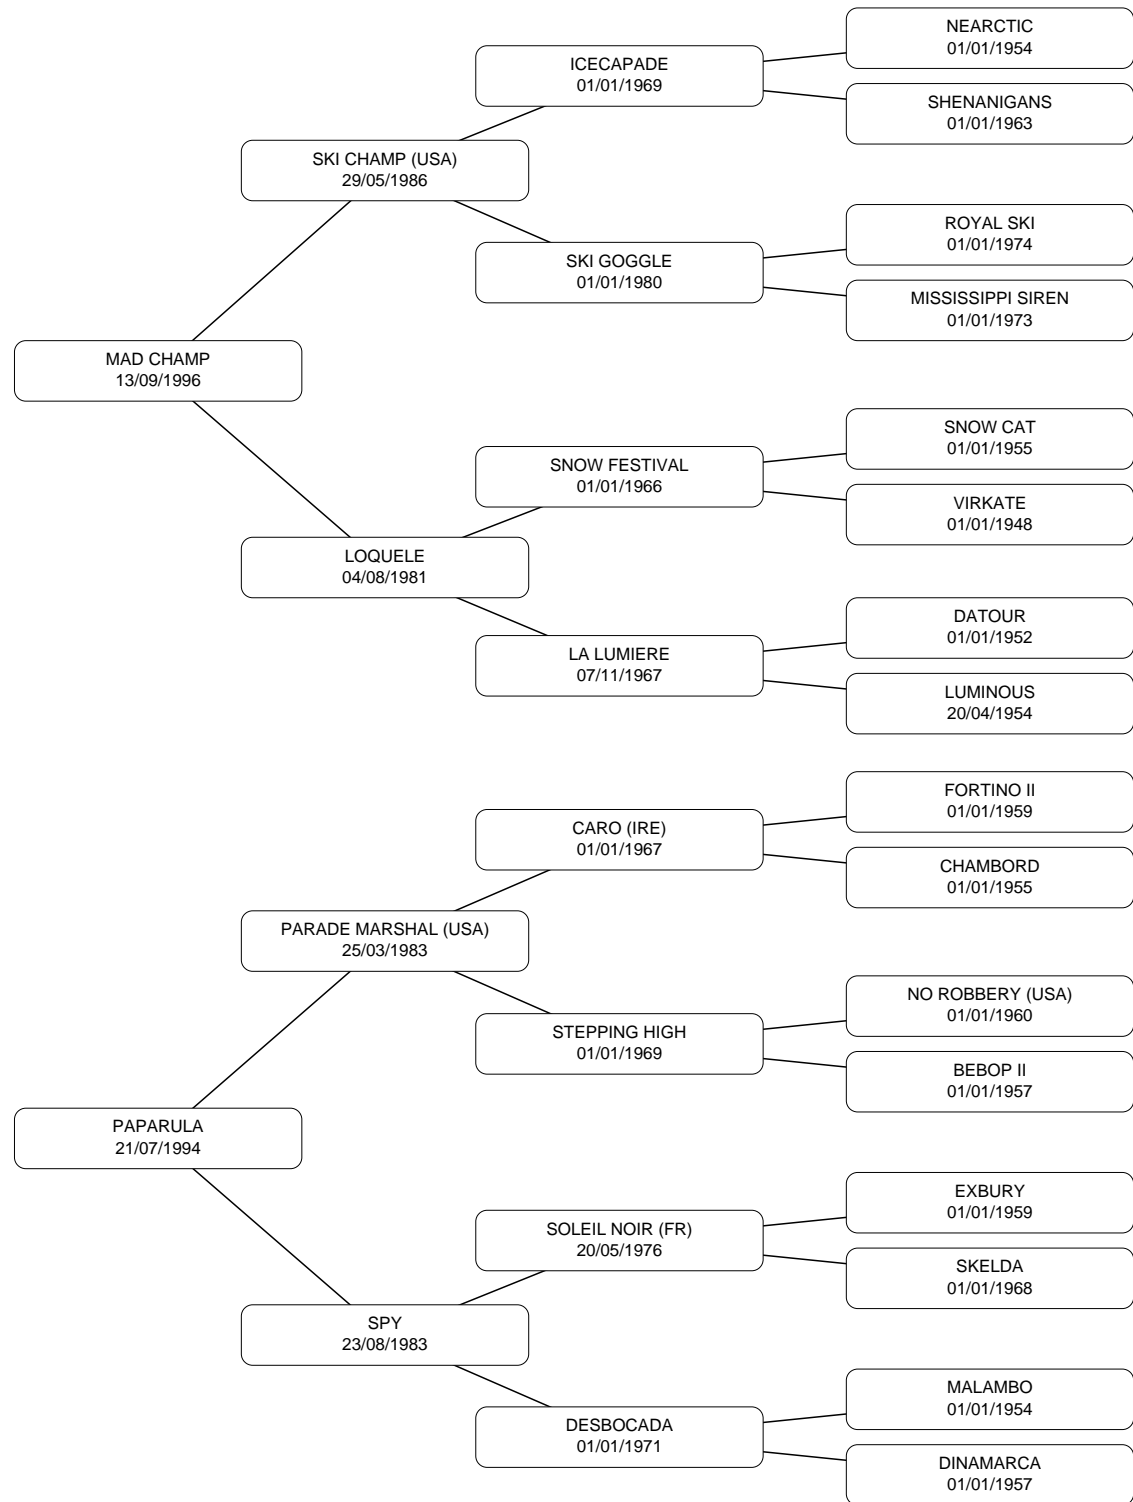 NEARCTIC
01/01/1954
ICECAPADE
01/01/1969
SHENANIGANS
01/01/1963
SKI CHAMP (USA)
29/05/1986
ROYAL SKI
01/01/1974
SKI GOGGLE
01/01/1980
MISSISSIPPI SIREN
01/01/1973
MAD CHAMP
13/09/1996
SNOW CAT
01/01/1955
SNOW FESTIVAL
01/01/1966
VIRKATE
01/01/1948
LOQUELE
04/08/1981
DATOUR
01/01/1952
LA LUMIERE
07/11/1967
LUMINOUS
20/04/1954
FORTINO II
01/01/1959
CARO (IRE)
01/01/1967
CHAMBORD
01/01/1955
PARADE MARSHAL (USA)
25/03/1983
NO ROBBERY (USA)
01/01/1960
STEPPING HIGH
01/01/1969
BEBOP II
01/01/1957
PAPARULA
21/07/1994
EXBURY
01/01/1959
SOLEIL NOIR (FR)
20/05/1976
SKELDA
01/01/1968
SPY
23/08/1983
MALAMBO
01/01/1954
DESBOCADA
01/01/1971
DINAMARCA
01/01/1957